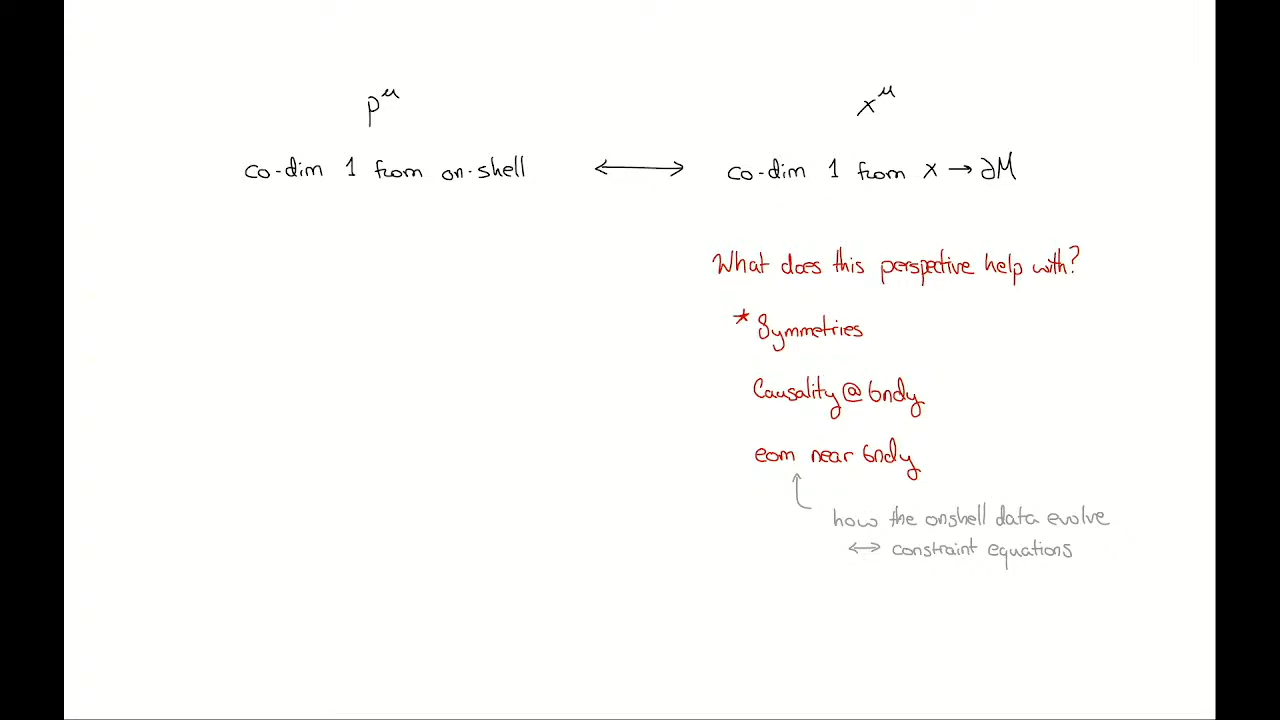 p^μ
x^μ
co-dim 1 from on-shell ⟷ co-dim 1 from x → ∂M
What does this perspective help with?
* Symmetries
Causality @ bndy
eom near bndy
how the onshell data evolve
↔ constraint equations